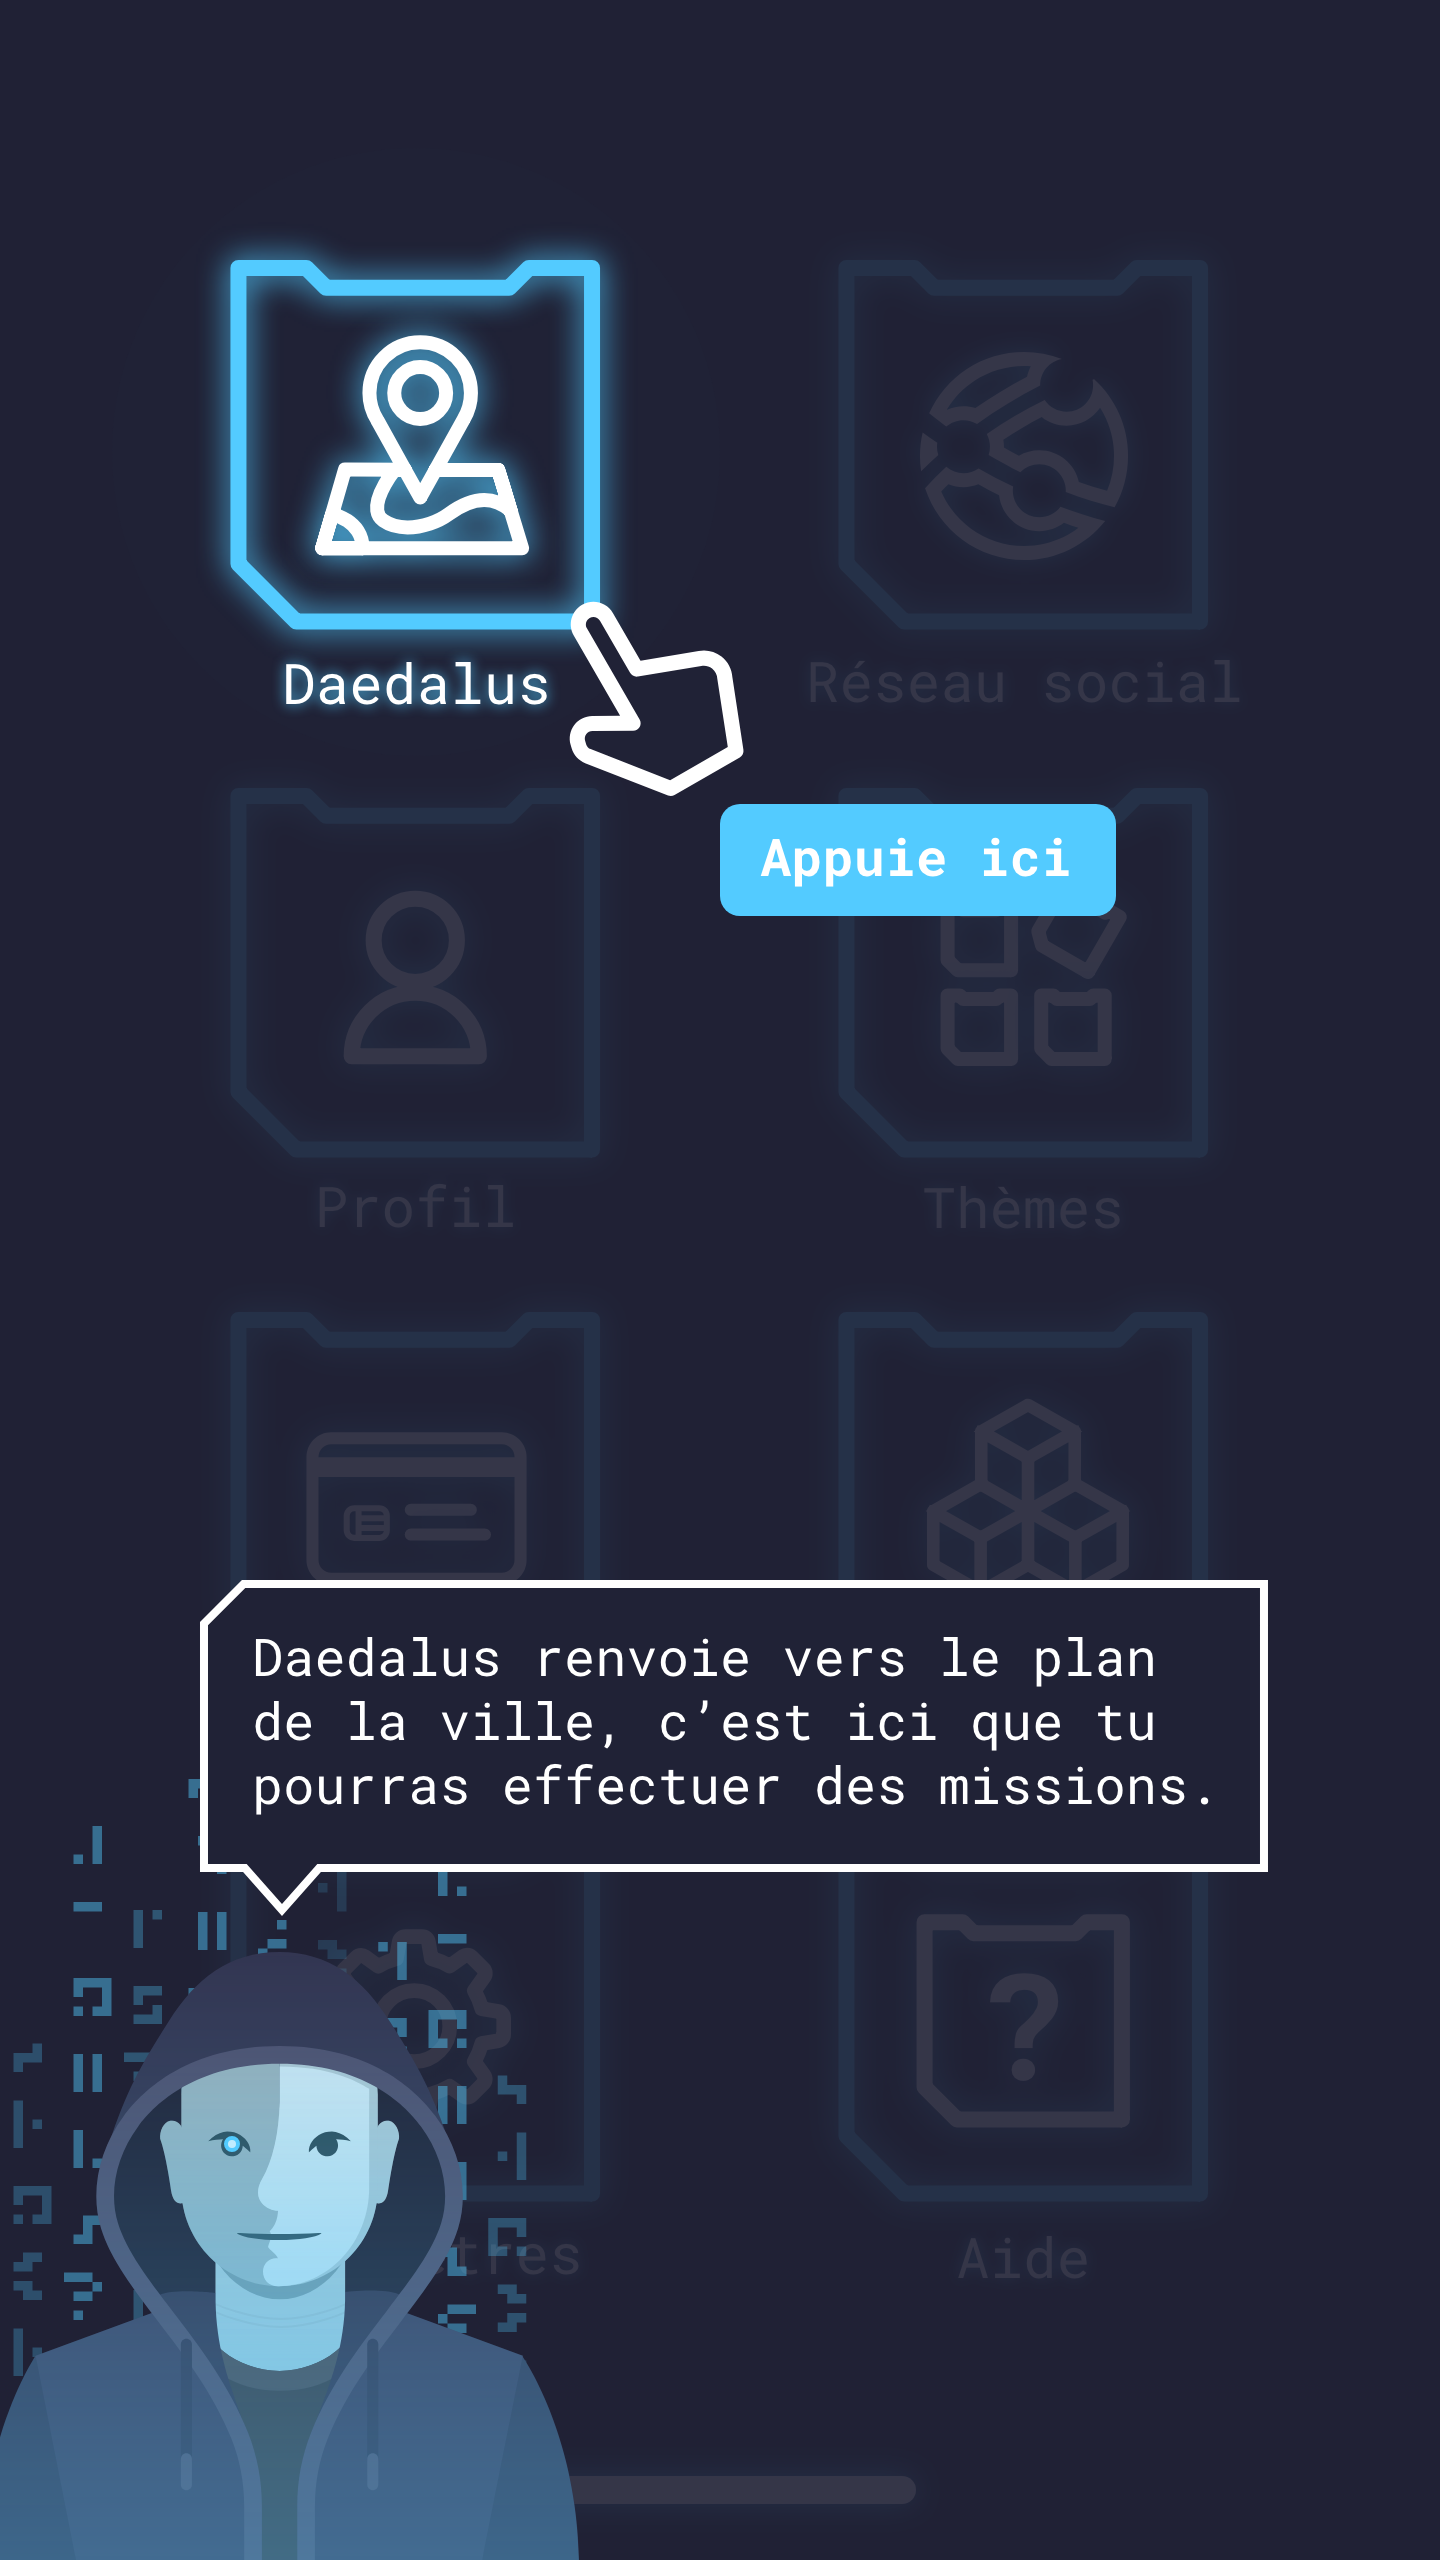 Daedalus
Réseau social
Appuie ici
Profil
Thèmes
Daedalus renvoie vers le plan
de la ville, c’est ici que tu
pourras effectuer des missions.
?
tres
Aide